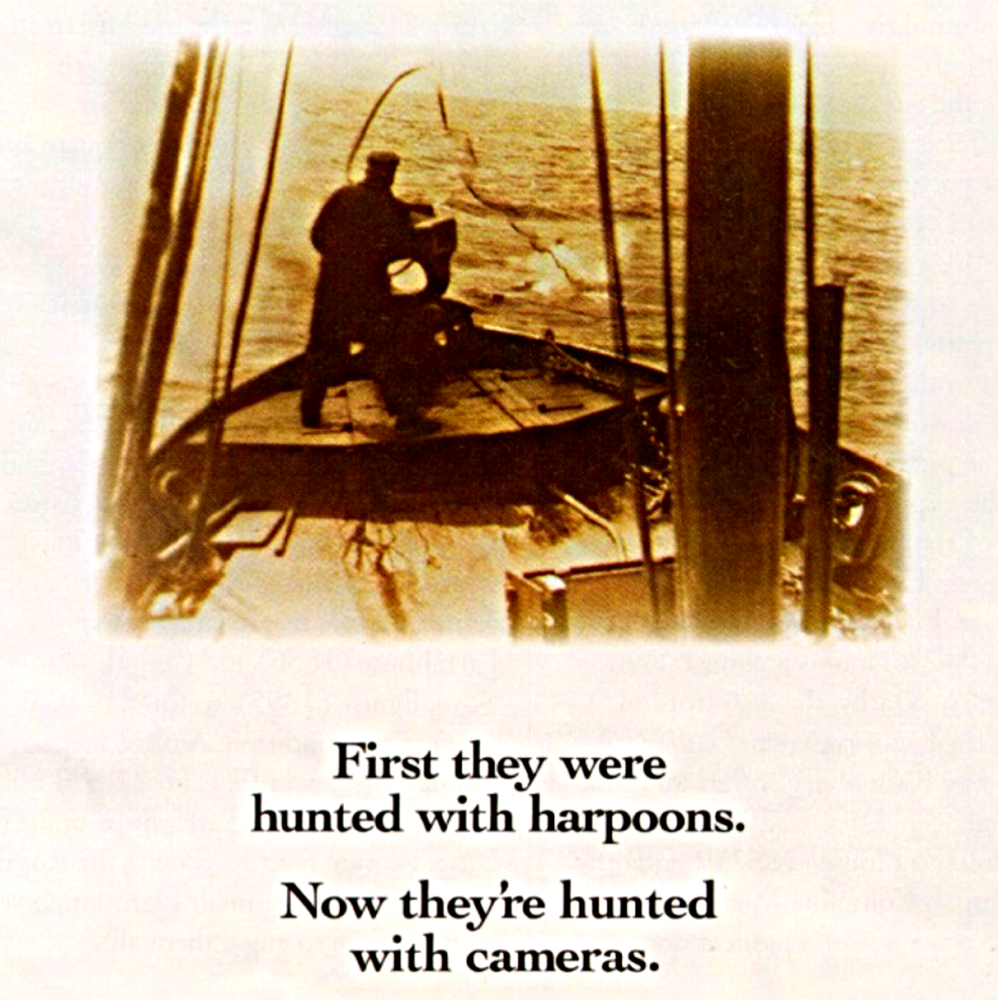 First they were
hunted with harpoons.
Now they're hunted
with cameras.